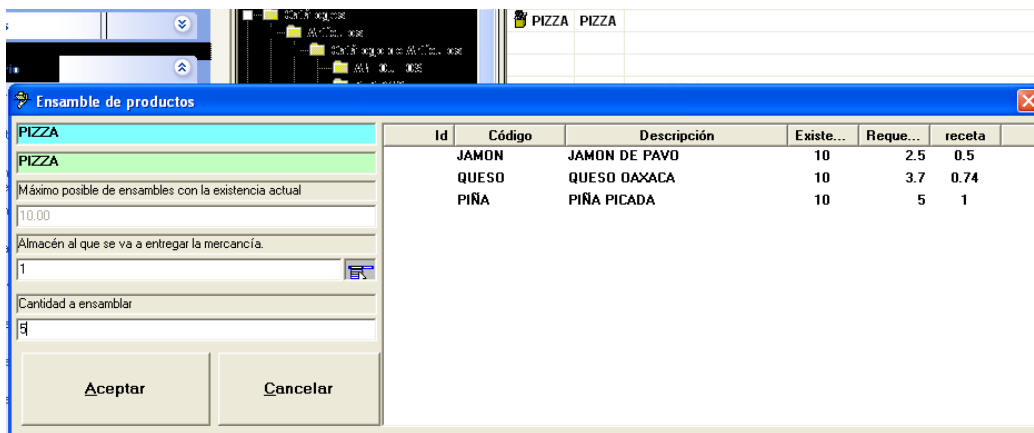 PIZZA PIZZA
Ensamble de productos
PIZZA
PIZZA
Máximo posible de ensambles con la existencia actual
10.00
Almacén al que se va a entregar la mercancía.
1
Cantidad a ensamblar
5
Aceptar Cancelar
Id Código Descripción Existe... Reque... receta
JAMON JAMON DE PAVO 10 2.5 0.5
QUESO QUESO OAXACA 10 3.7 0.74
PIÑA PIÑA PICADA 10 5 1